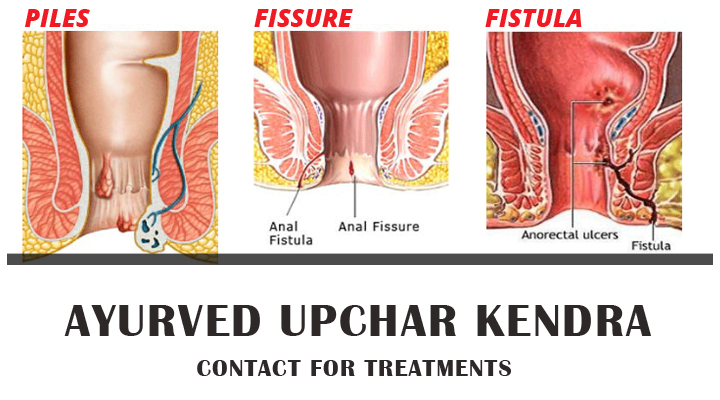 PILES
FISSURE
FISTULA
Anal
Fistula
Anal Fissure
Anorectal ulcers
Fistula
AYURVED UPCHAR KENDRA
CONTACT FOR TREATMENTS